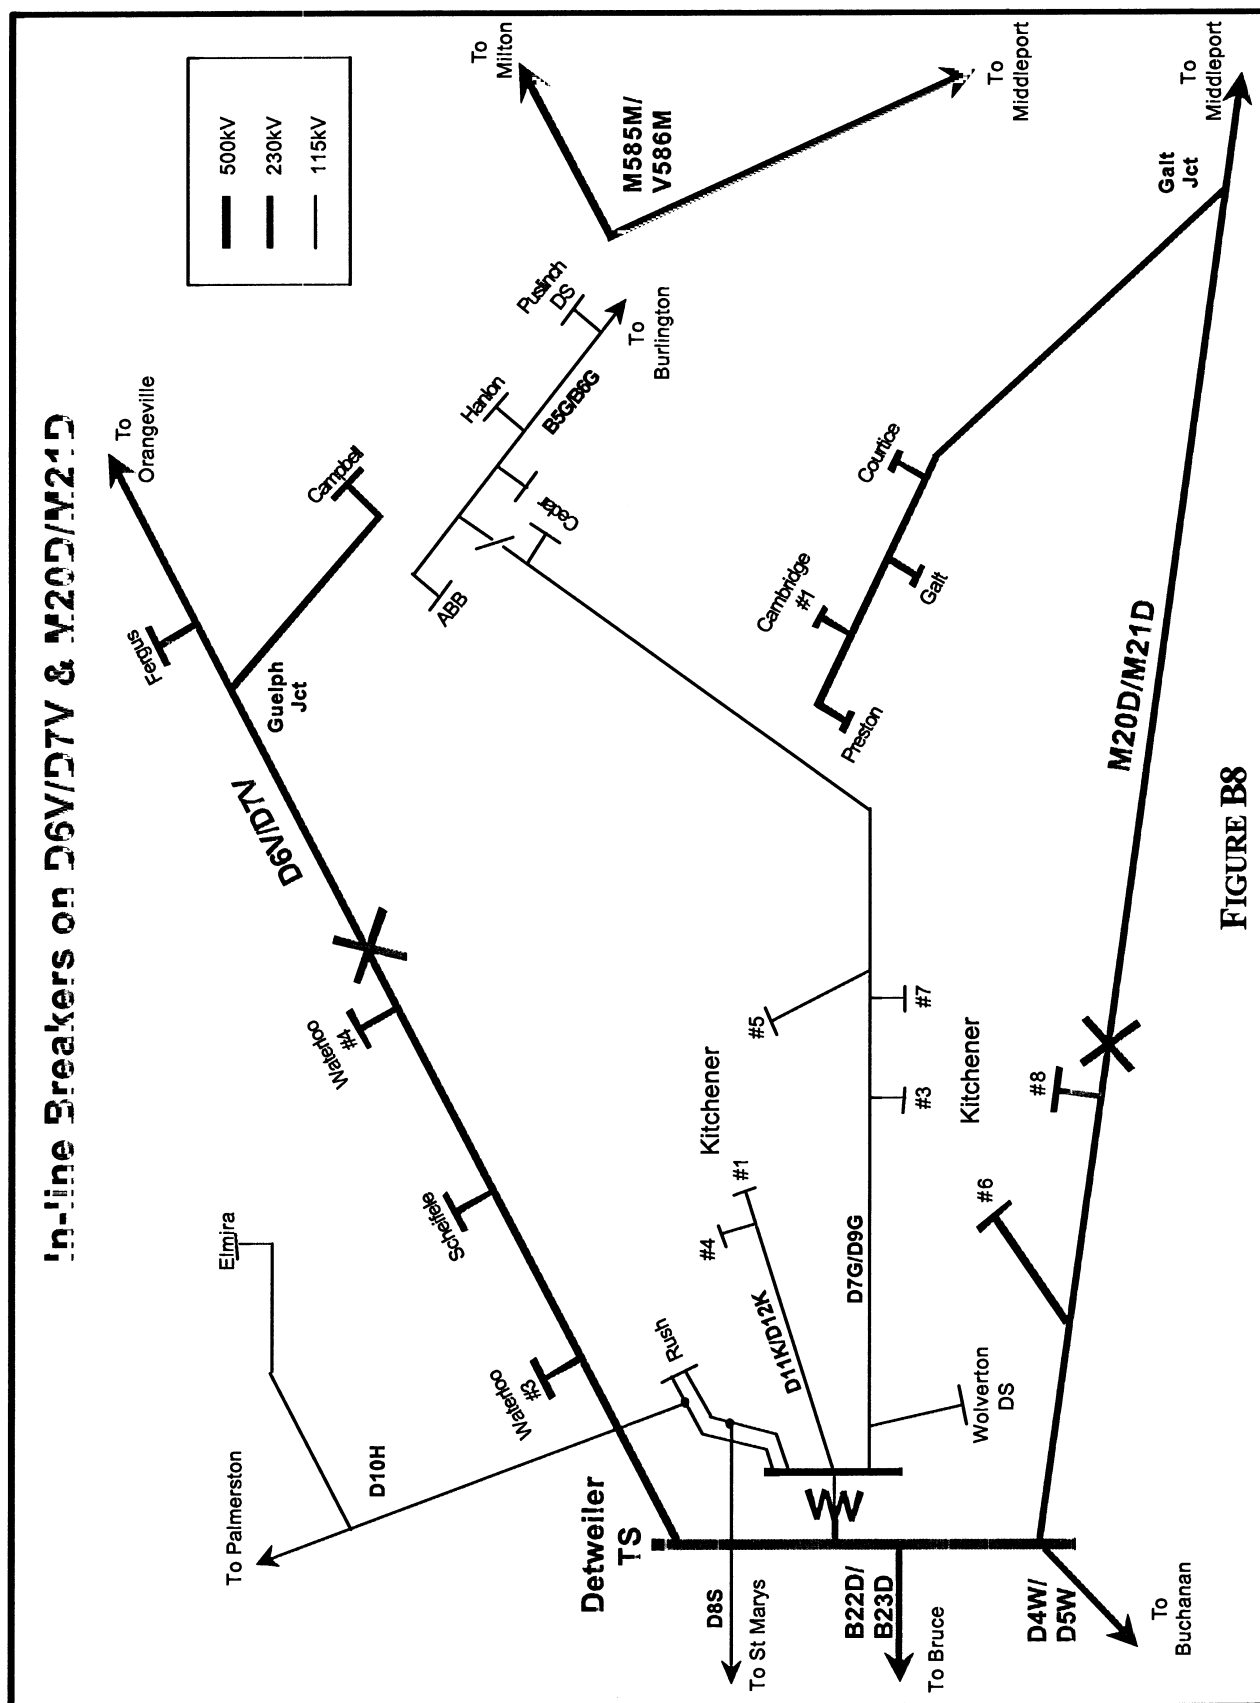 In-line Breakers on D6V/D7V & M20D/M21D
500kV
230kV
115kV
To
Orangeville
To
Milton
Fergus
Campbell
Guelph
Jct
D6V/D7V
Puslinch
DS
Hanlon
B5G/B6G
To
Burlington
M585M/
V586M
To
Middleport
Cedar
ABB
Waterloo
#4
Scheifele
Waterloo
#3
Elmira
To Palmerston
D10H
Courtice
Cambridge
#1
Galt
Preston
Galt
Jct
To
Middleport
M20D/M21D
#5
#7
#3
Kitchener
#1
#4
Kitchener
#8
#6
Rush
D11K/D12K
D7G/D9G
Wolverton
DS
Detweiler
TS
D8S
To St Marys
B22D/
B23D
To Bruce
D4W/
D5W
To
Buchanan
FIGURE B8